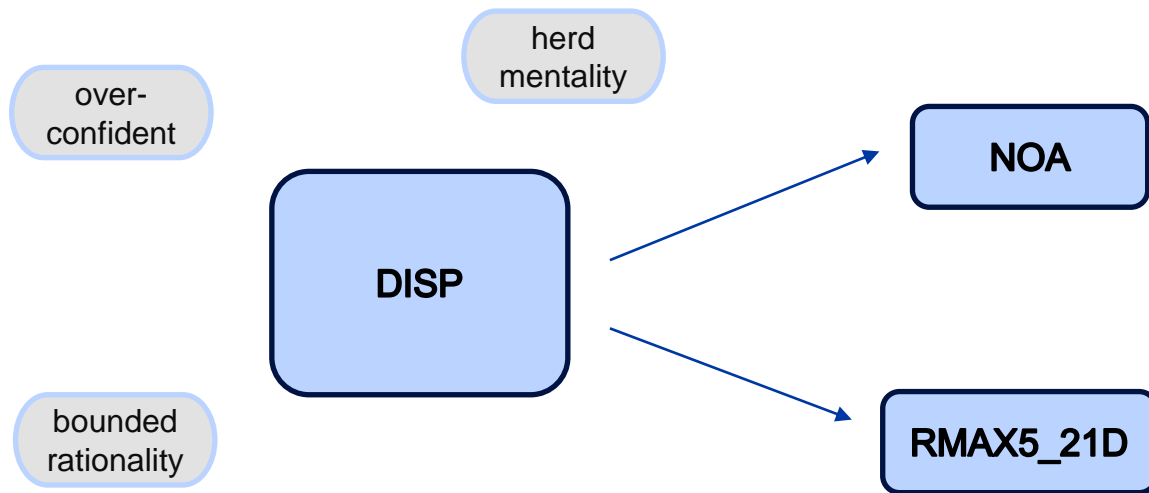 herd
mentality
over-
confident
NOA
DISP
bounded
rationality
RMAX5_21D